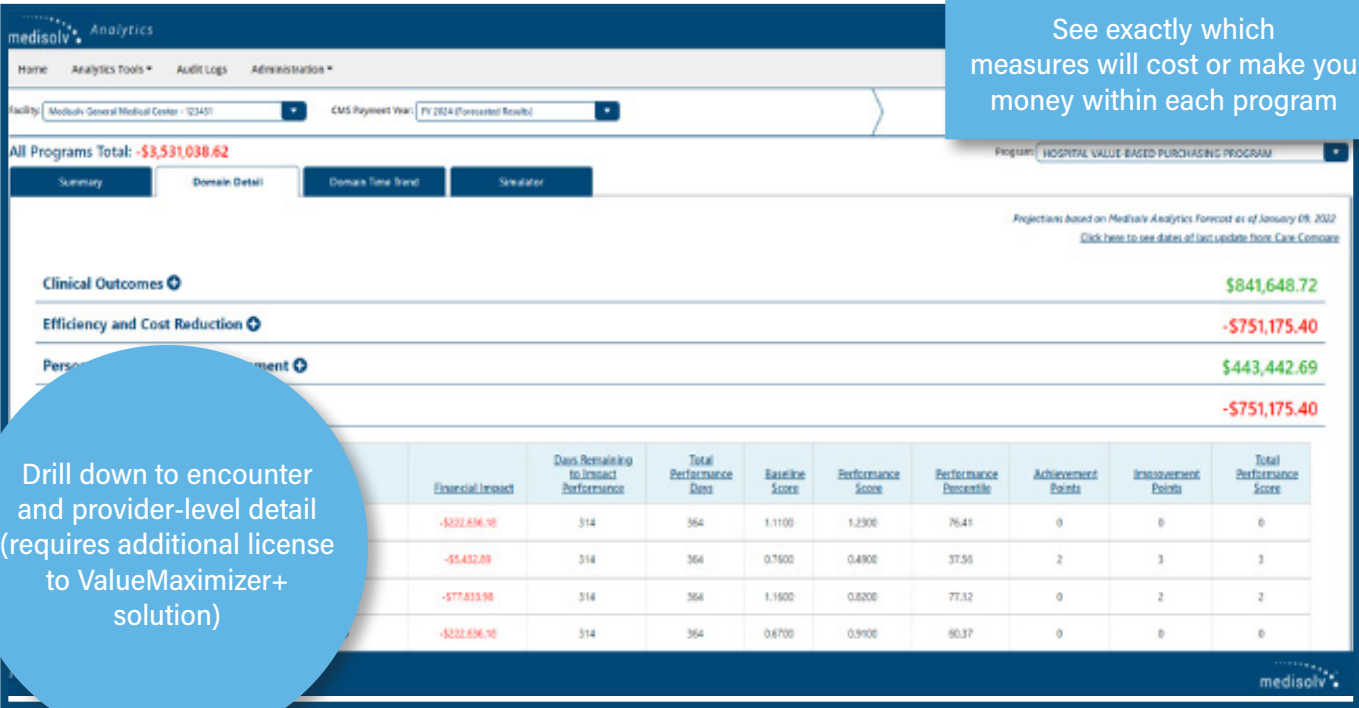 medisolv Analytics
See exactly which
measures will cost or make you
money within each program
Home Analytics Tools Audit Logs Administration
Facility: Medisolv General Medical Center - 123451 CMS Payment Year: FY 2024 (Forecasted Results)
All Programs Total: -$3,531,038.62 Program: HOSPITAL VALUE-BASED PURCHASING PROGRAM
Summary Domain Detail Domain Time Trend Simulator
Projections based on Medisolv Analytics Forecast as of January 09, 2022
Click here to see dates of last update from Care Compare
Clinical Outcomes $841,648.72
Efficiency and Cost Reduction -$751,175.40
$443,442.69
-$751,175.40
Drill down to encounter
and provider-level detail
(requires additional license
to ValueMaximizer+
solution)
Financial Impact Days Remaining to Impact Performance Total Performance Days Baseline Score Performance Score Performance Percentile Achievement Points Improvement Points Total Performance Score
-$222,636.18 314 364 1.1100 1.2300 76.41 0 0 0
-$5,432.89 314 364 0.7600 0.4900 37.56 2 3 3
-$77,833.98 314 364 1.1600 0.8200 77.12 0 2 2
-$222,636.18 314 364 0.6700 0.9100 60.37 0 0 0
medisolv